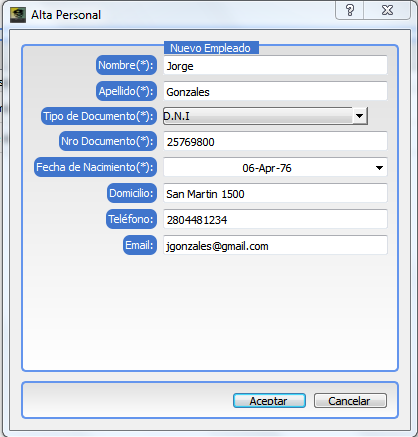 Alta Personal
Nuevo Empleado
Nombre(*): Jorge
Apellido(*): Gonzales
Tipo de Documento(*): D.N.I
Nro Documento(*): 25769800
Fecha de Nacimiento(*): 06-Apr-76
Domicilio: San Martin 1500
Teléfono: 2804481234
Email: jgonzales@gmail.com
Aceptar Cancelar